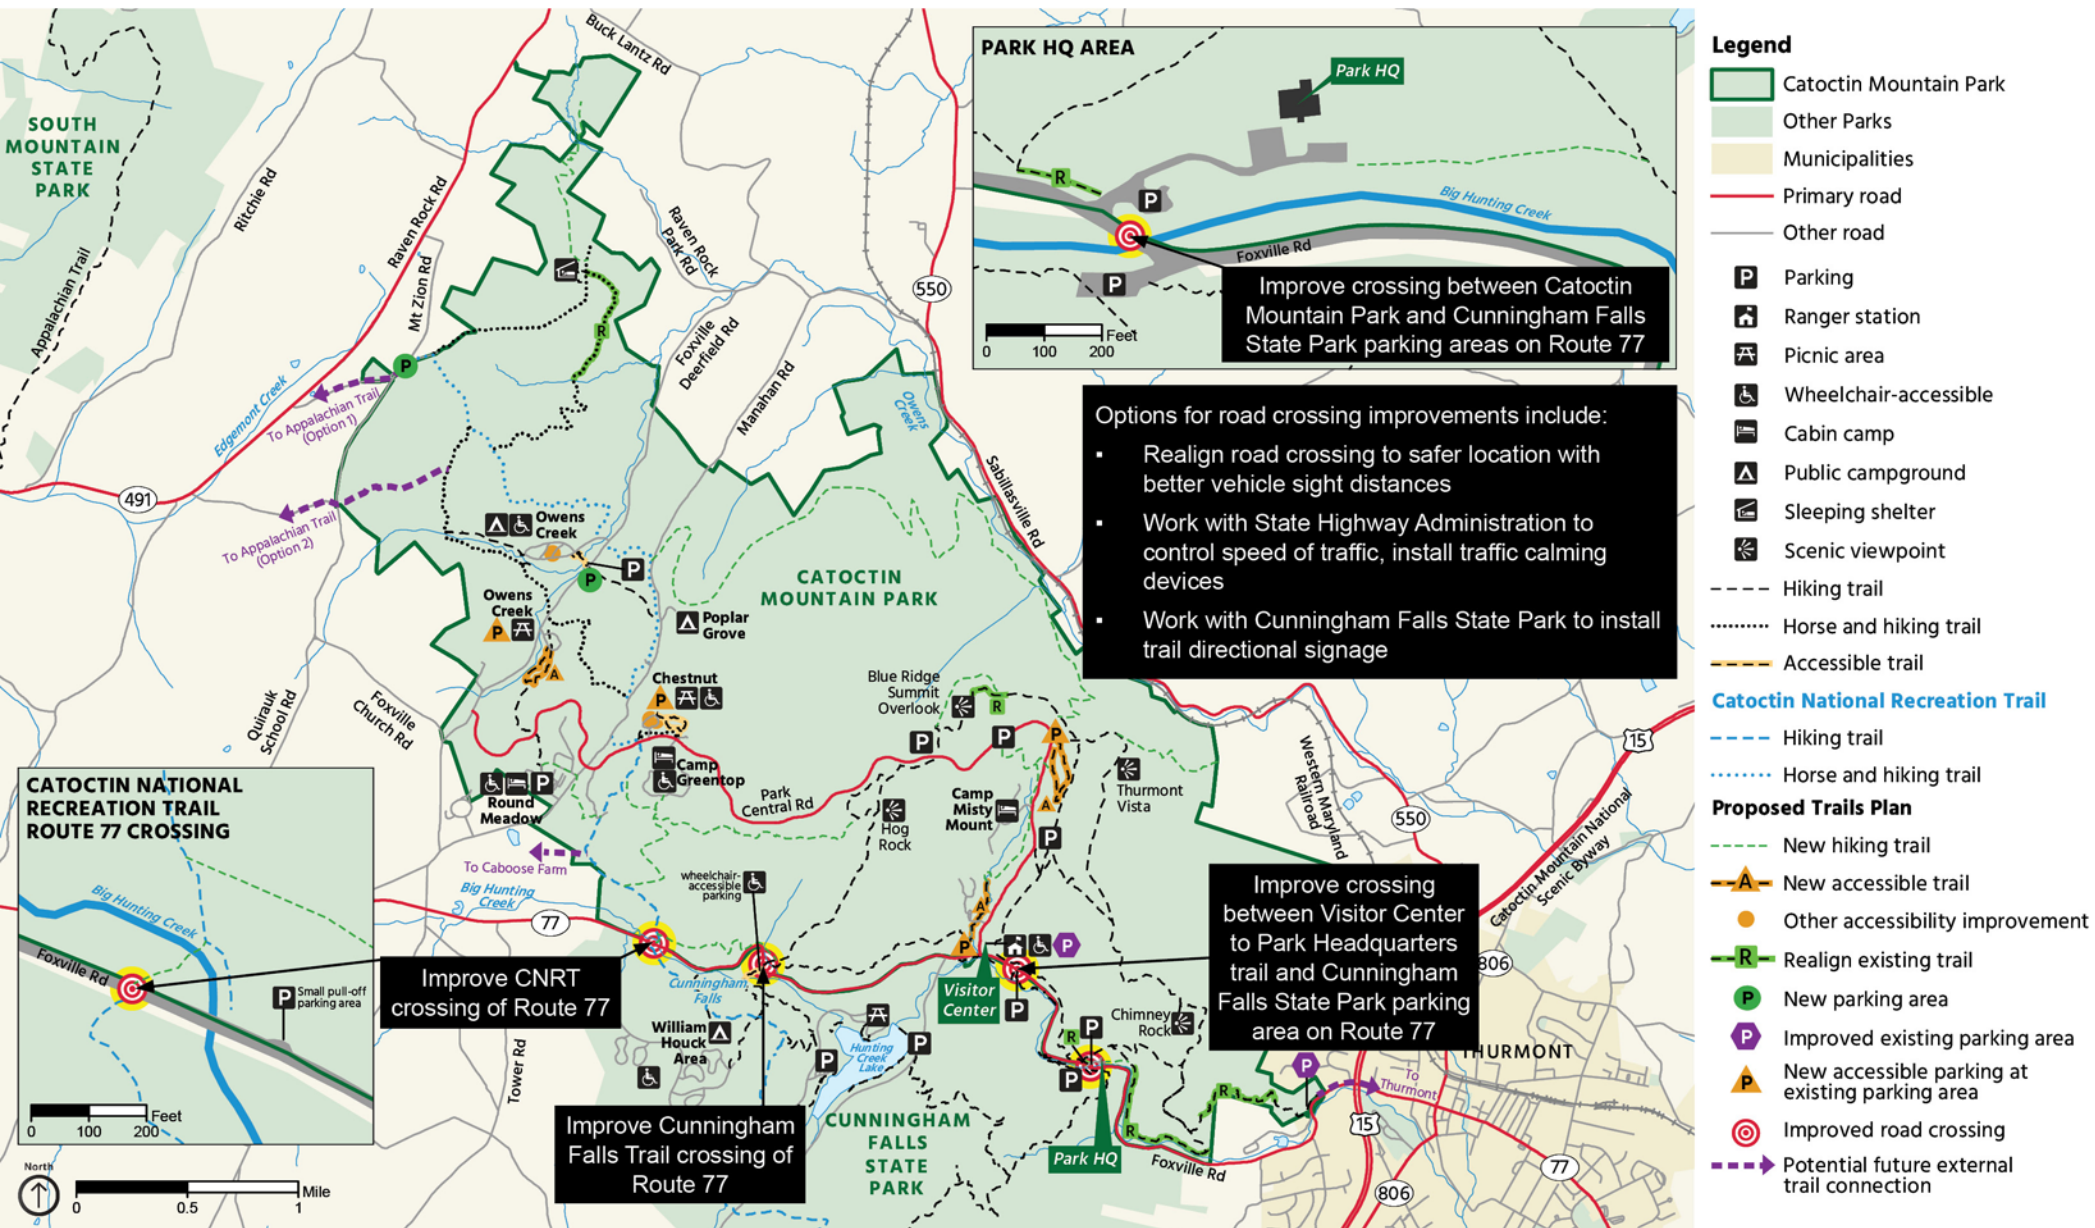 Buck Lantz Rd
SOUTH
MOUNTAIN
STATE
PARK
Ritchie Rd
Appalachian Trail
Raven Rock Rd
Mt Zion Rd
Raven Rock
Park Rd
Foxville
Deerfield Rd
Manahan Rd
550
Owens
Creek
Sabillasville Rd
P
R
Edgemont Creek
To Appalachian Trail
(Option 1)
491
To Appalachian Trail
(Option 2)
Owens
Creek
P
P
Owens
Creek
P
A
CATOCTIN
MOUNTAIN PARK
Poplar
Grove
Chestnut
P
Quirauk
School Rd
Foxville
Church Rd
P
Round
Meadow
Camp
Greentop
Park
Central Rd
Blue Ridge
Summit
Overlook
R
P
P
P
A
Hog
Rock
Camp
Misty
Mount
P
Thurmont
Vista
Western Maryland
Railroad
550
15
Catoctin Mountain National
Scenic Byway
To Caboose Farm
Big Hunting
Creek
77
wheelchair-
accessible
parking
Cunningham
Falls
William
Houck
Area
Tower Rd
A
P
P
Visitor
Center
P
Hunting
Creek
Lake
P
P
CUNNINGHAM
FALLS
STATE
PARK
Chimney
Rock
R
P
P
Park HQ
R
R
Foxville Rd
P
To
Thurmont
THURMONT
806
15
77
806
PARK HQ AREA
Park HQ
R
P
P
Big Hunting Creek
Foxville Rd
0 100 200 Feet
Improve crossing between Catoctin
Mountain Park and Cunningham Falls
State Park parking areas on Route 77
Options for road crossing improvements include:
▪ Realign road crossing to safer location with
better vehicle sight distances
▪ Work with State Highway Administration to
control speed of traffic, install traffic calming
devices
▪ Work with Cunningham Falls State Park to install
trail directional signage
Improve crossing
between Visitor Center
to Park Headquarters
trail and Cunningham
Falls State Park parking
area on Route 77
CATOCTIN NATIONAL
RECREATION TRAIL
ROUTE 77 CROSSING
Big Hunting Creek
Foxville Rd
P
Small pull-off
parking area
0 100 200 Feet
Improve CNRT
crossing of Route 77
Improve Cunningham
Falls Trail crossing of
Route 77
North
0 0.5 1 Mile
Legend
Catoctin Mountain Park
Other Parks
Municipalities
Primary road
Other road
P Parking
Ranger station
Picnic area
Wheelchair-accessible
Cabin camp
Public campground
Sleeping shelter
Scenic viewpoint
Hiking trail
Horse and hiking trail
Accessible trail
Catoctin National Recreation Trail
Hiking trail
Horse and hiking trail
Proposed Trails Plan
New hiking trail
A New accessible trail
Other accessibility improvement
R Realign existing trail
P New parking area
P Improved existing parking area
P New accessible parking at
existing parking area
Improved road crossing
Potential future external
trail connection